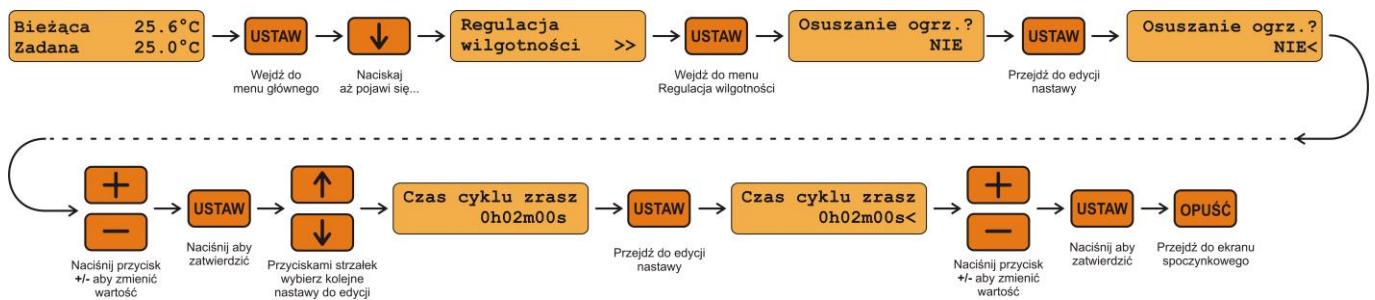 Bieżąca 25.6°C
Zadana 25.0°C
USTAW
Wejdź do
menu głównego
Naciskaj
aż pojawi się...
Regulacja
wilgotności >>
USTAW
Wejdź do menu
Regulacja wilgotności
Osuszanie ogrz.?
NIE
USTAW
Przejdź do edycji
nastawy
Osuszanie ogrz.?
NIE<
Naciśnij przycisk
+/- aby zmienić
wartość
USTAW
Naciśnij aby
zatwierdzić
Przyciskami strzałek
wybierz kolejne
nastawy do edycji
Czas cyklu zrasz
0h02m00s
USTAW
Przejdź do edycji
nastawy
Czas cyklu zrasz
0h02m00s<
Naciśnij przycisk
+/- aby zmienić
wartość
USTAW
Naciśnij aby
zatwierdzić
OPUŚĆ
Przejdź do ekranu
spoczynkowego